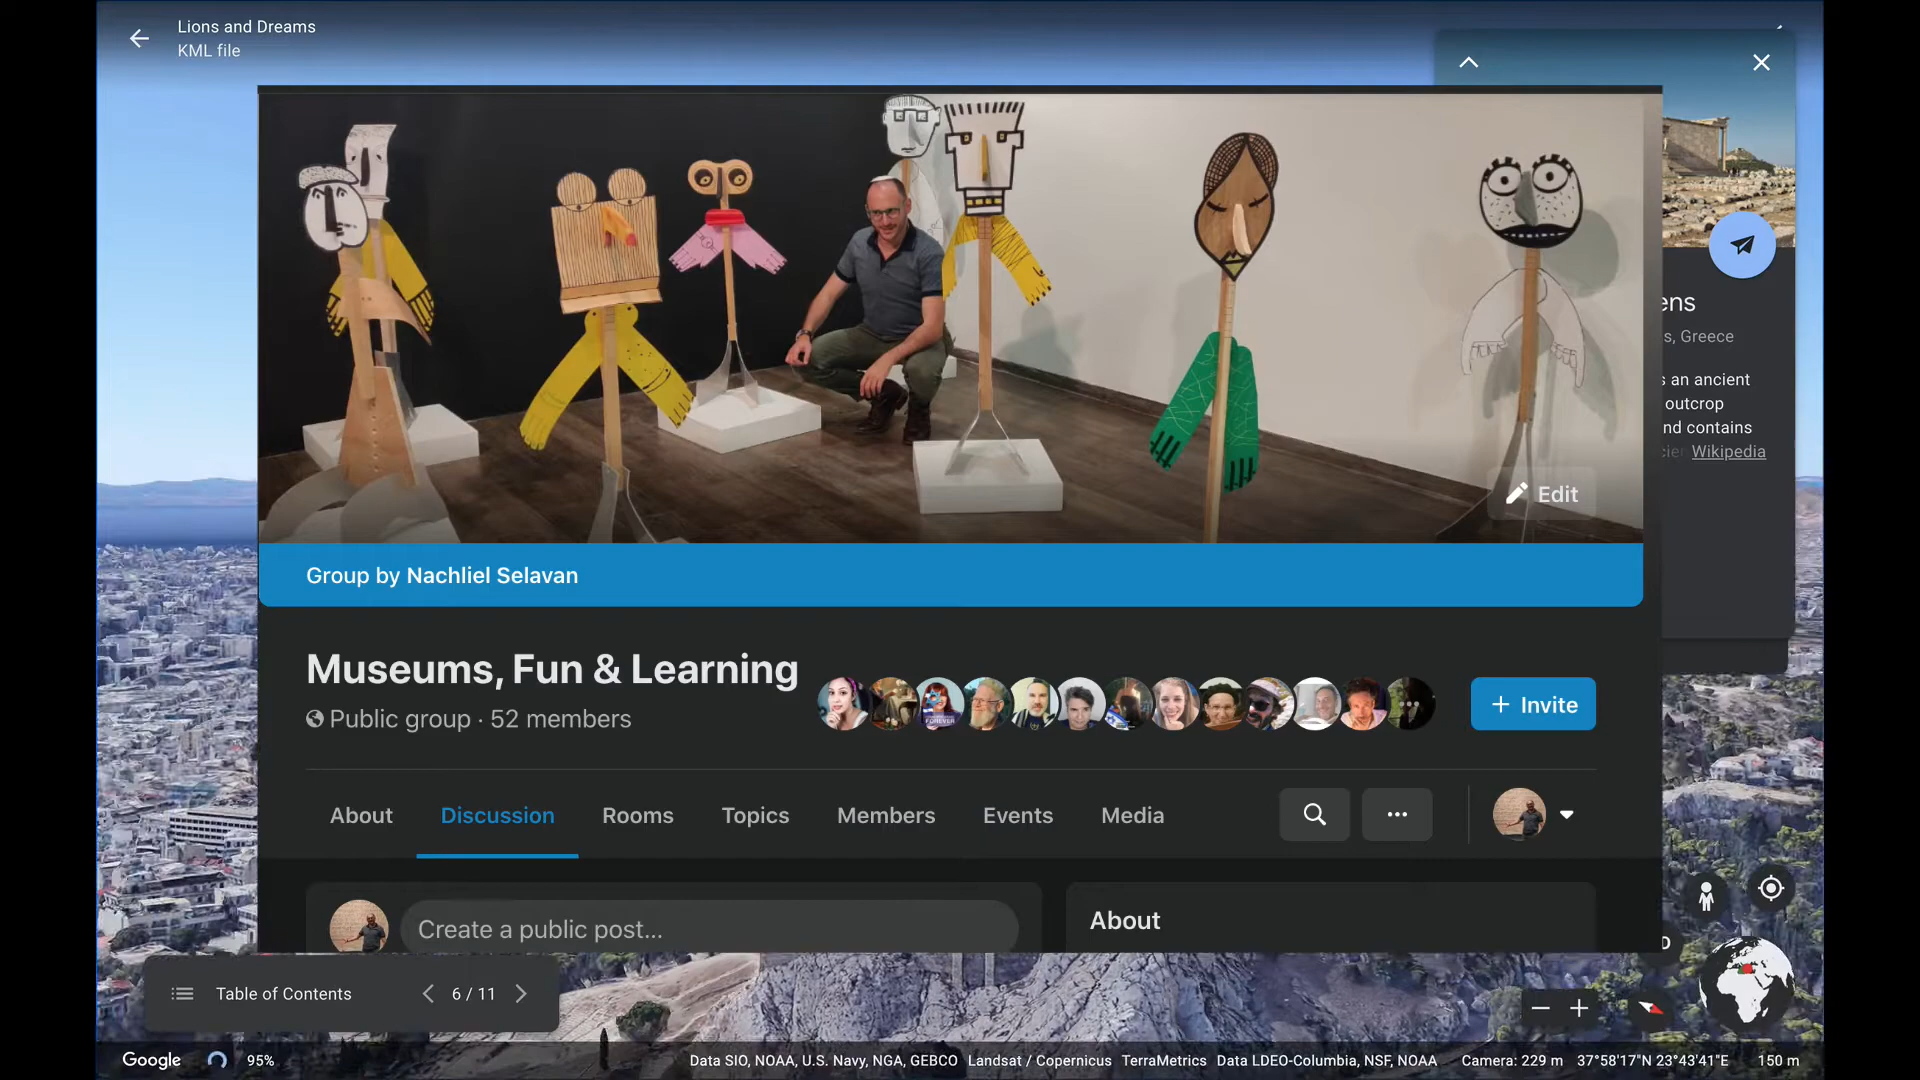 Lions and Dreams
KML file
ens
s, Greece
s an ancient
outcrop
nd contains
cier Wikipedia
Edit
Group by Nachliel Selavan
Museums, Fun & Learning
Public group · 52 members
FOREVER
+ Invite
About
Discussion
Rooms
Topics
Members
Events
Media
Create a public post...
About
Table of Contents
6 / 11
Google
95%
Data SIO, NOAA, U.S. Navy, NGA, GEBCO Landsat / Copernicus TerraMetrics Data LDEO-Columbia, NSF, NOAA
Camera: 229 m 37°58'17"N 23°43'41"E
150 m